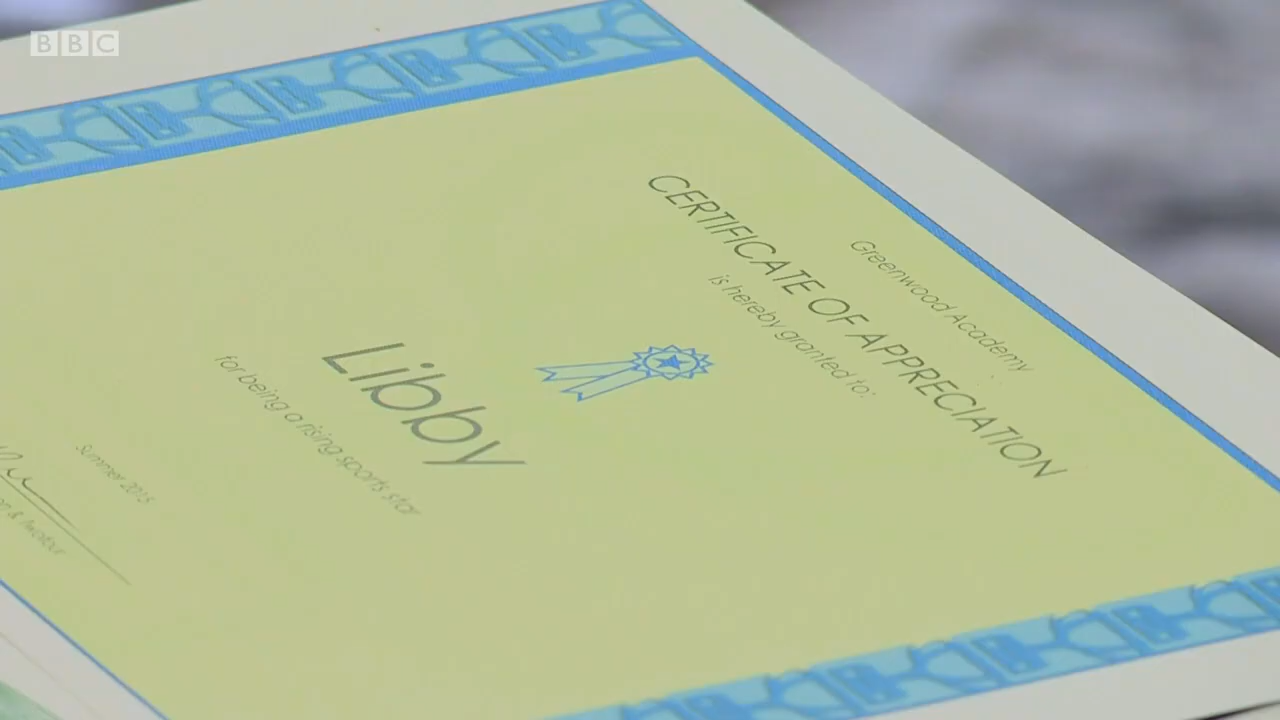 BBC
Greenwood Academy
CERTIFICATE OF APPRECIATION
is hereby granted to:
Libby
for being a rising sports star
Summer 2015